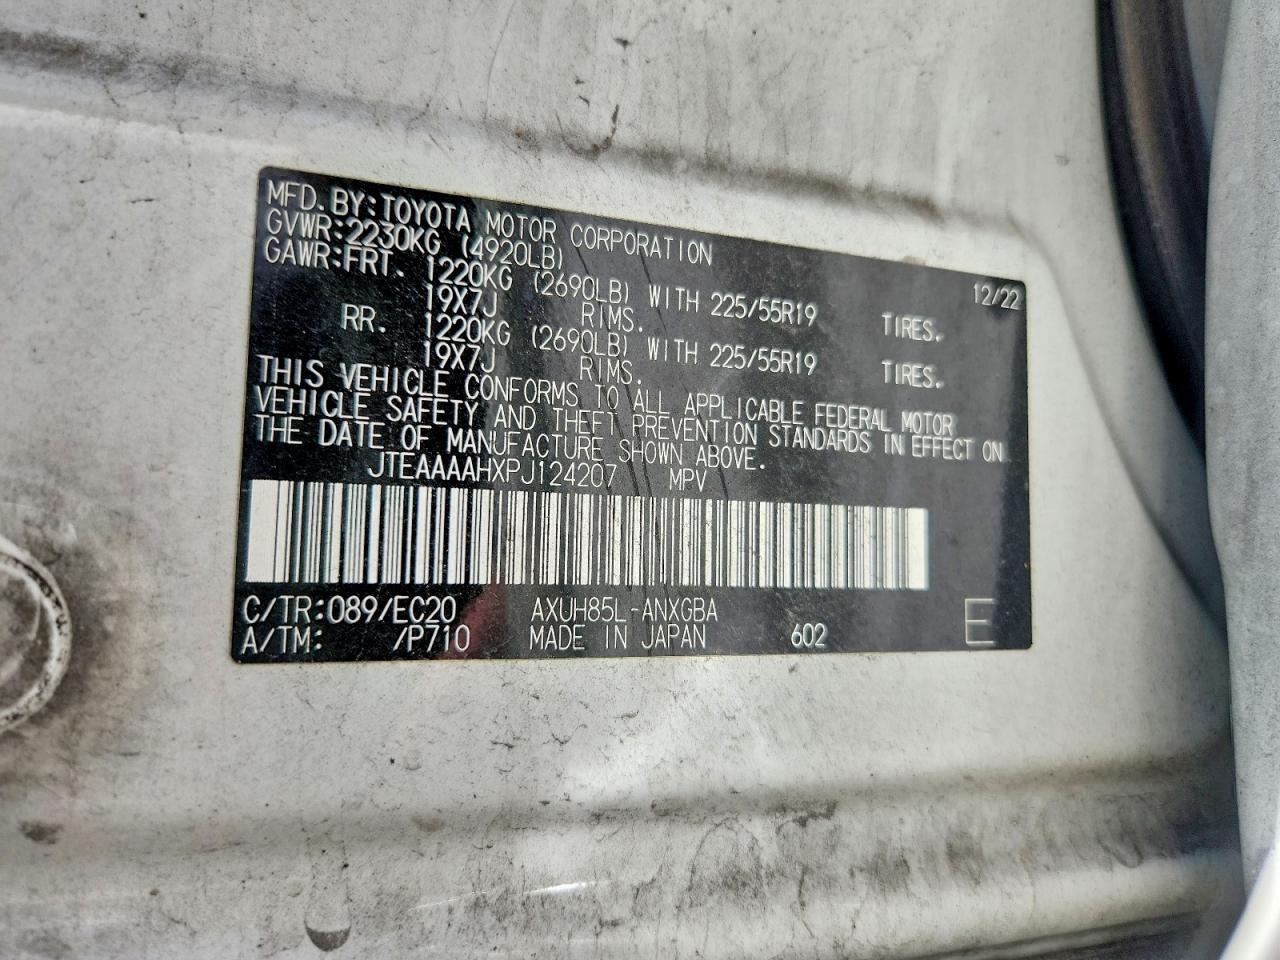 MFD. BY: TOYOTA MOTOR CORPORATION 12/22
GVWR: 2230KG (4920LB)
GAWR: FRT. 1220KG (2690LB) WITH 225/55R19 TIRES.
19X7J RIMS.
RR. 1220KG (2690LB) WITH 225/55R19 TIRES.
19X7J RIMS.
THIS VEHICLE CONFORMS TO ALL APPLICABLE FEDERAL MOTOR
VEHICLE SAFETY AND THEFT PREVENTION STANDARDS IN EFFECT ON
THE DATE OF MANUFACTURE SHOWN ABOVE.
JTEAAAAHXPJ124207 MPV
C/TR: 089/EC20 AXUH85L-ANXGBA
A/TM: /P710 MADE IN JAPAN 602 E